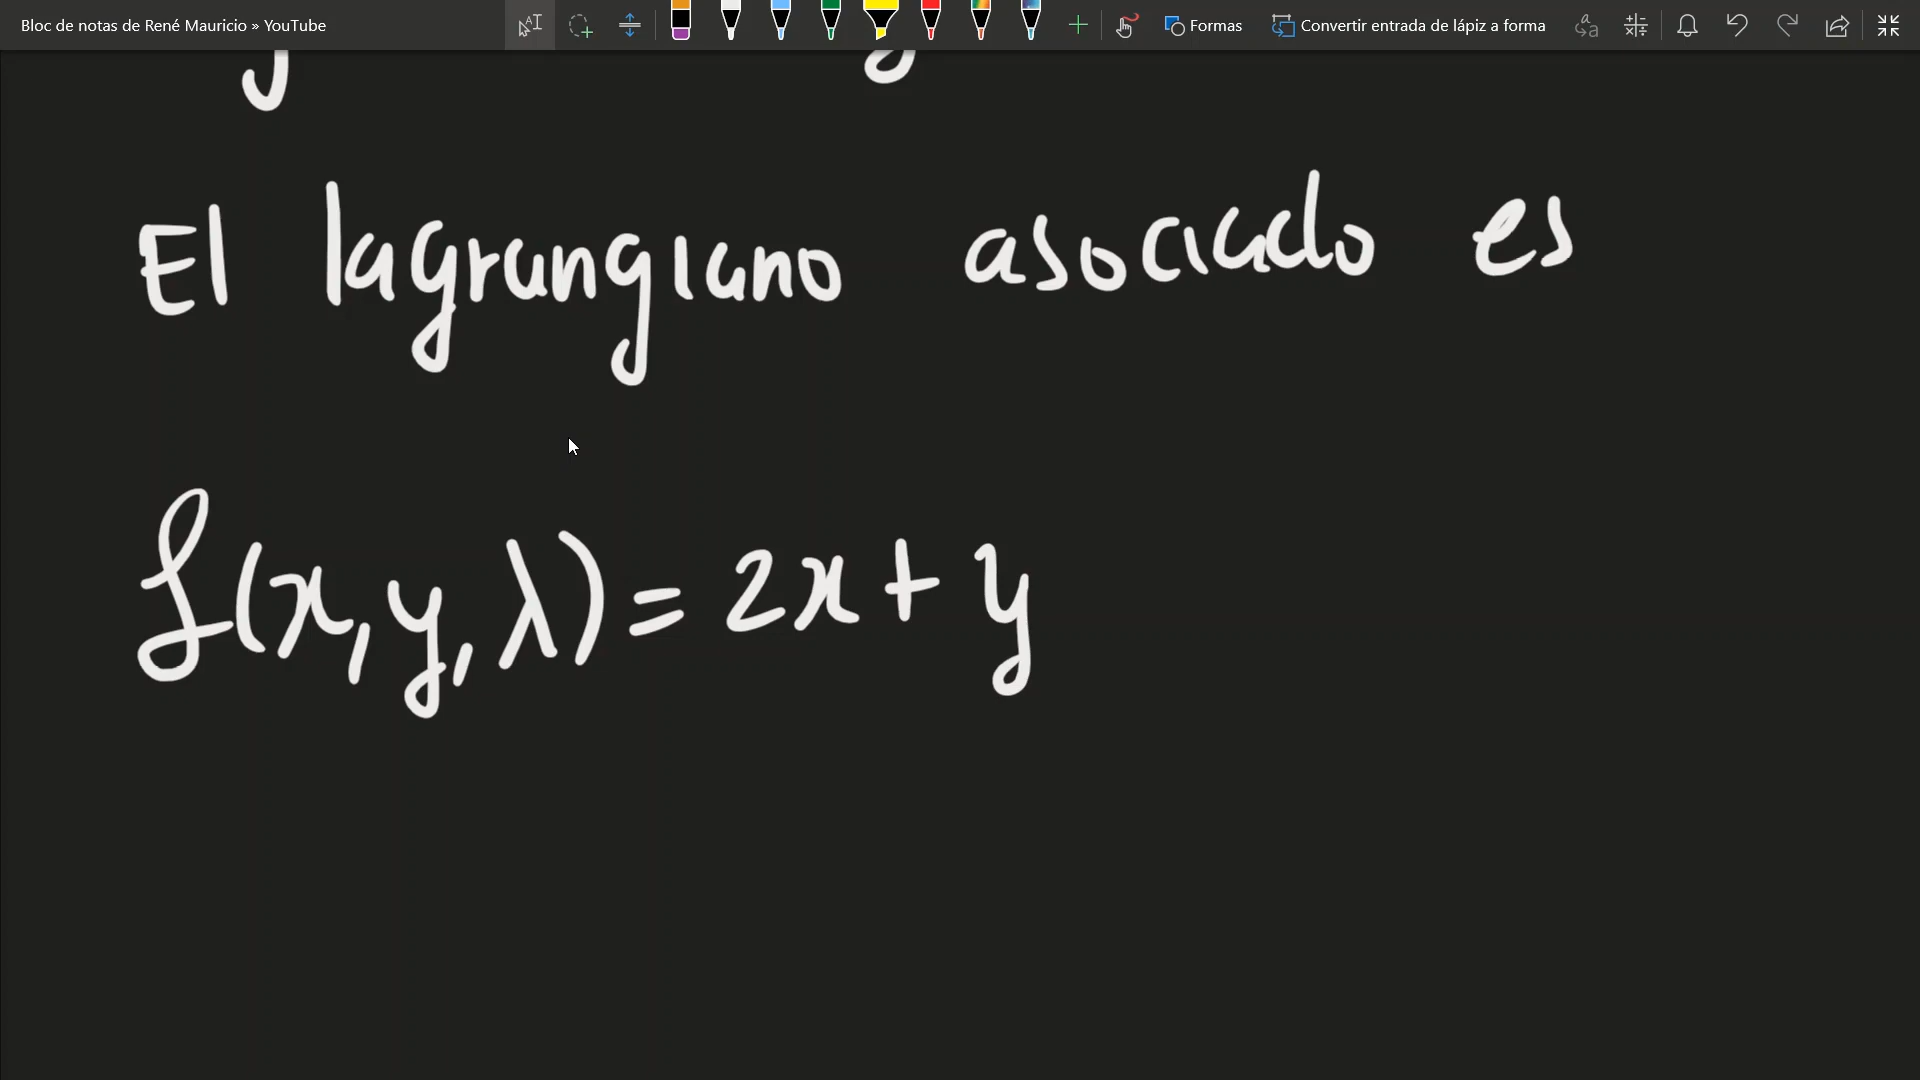 Bloc de notas de René Mauricio » YouTube
Formas
Convertir entrada de lápiz a forma
El lagrangiano asociado es
ℒ(x, y, λ) = 2x + y